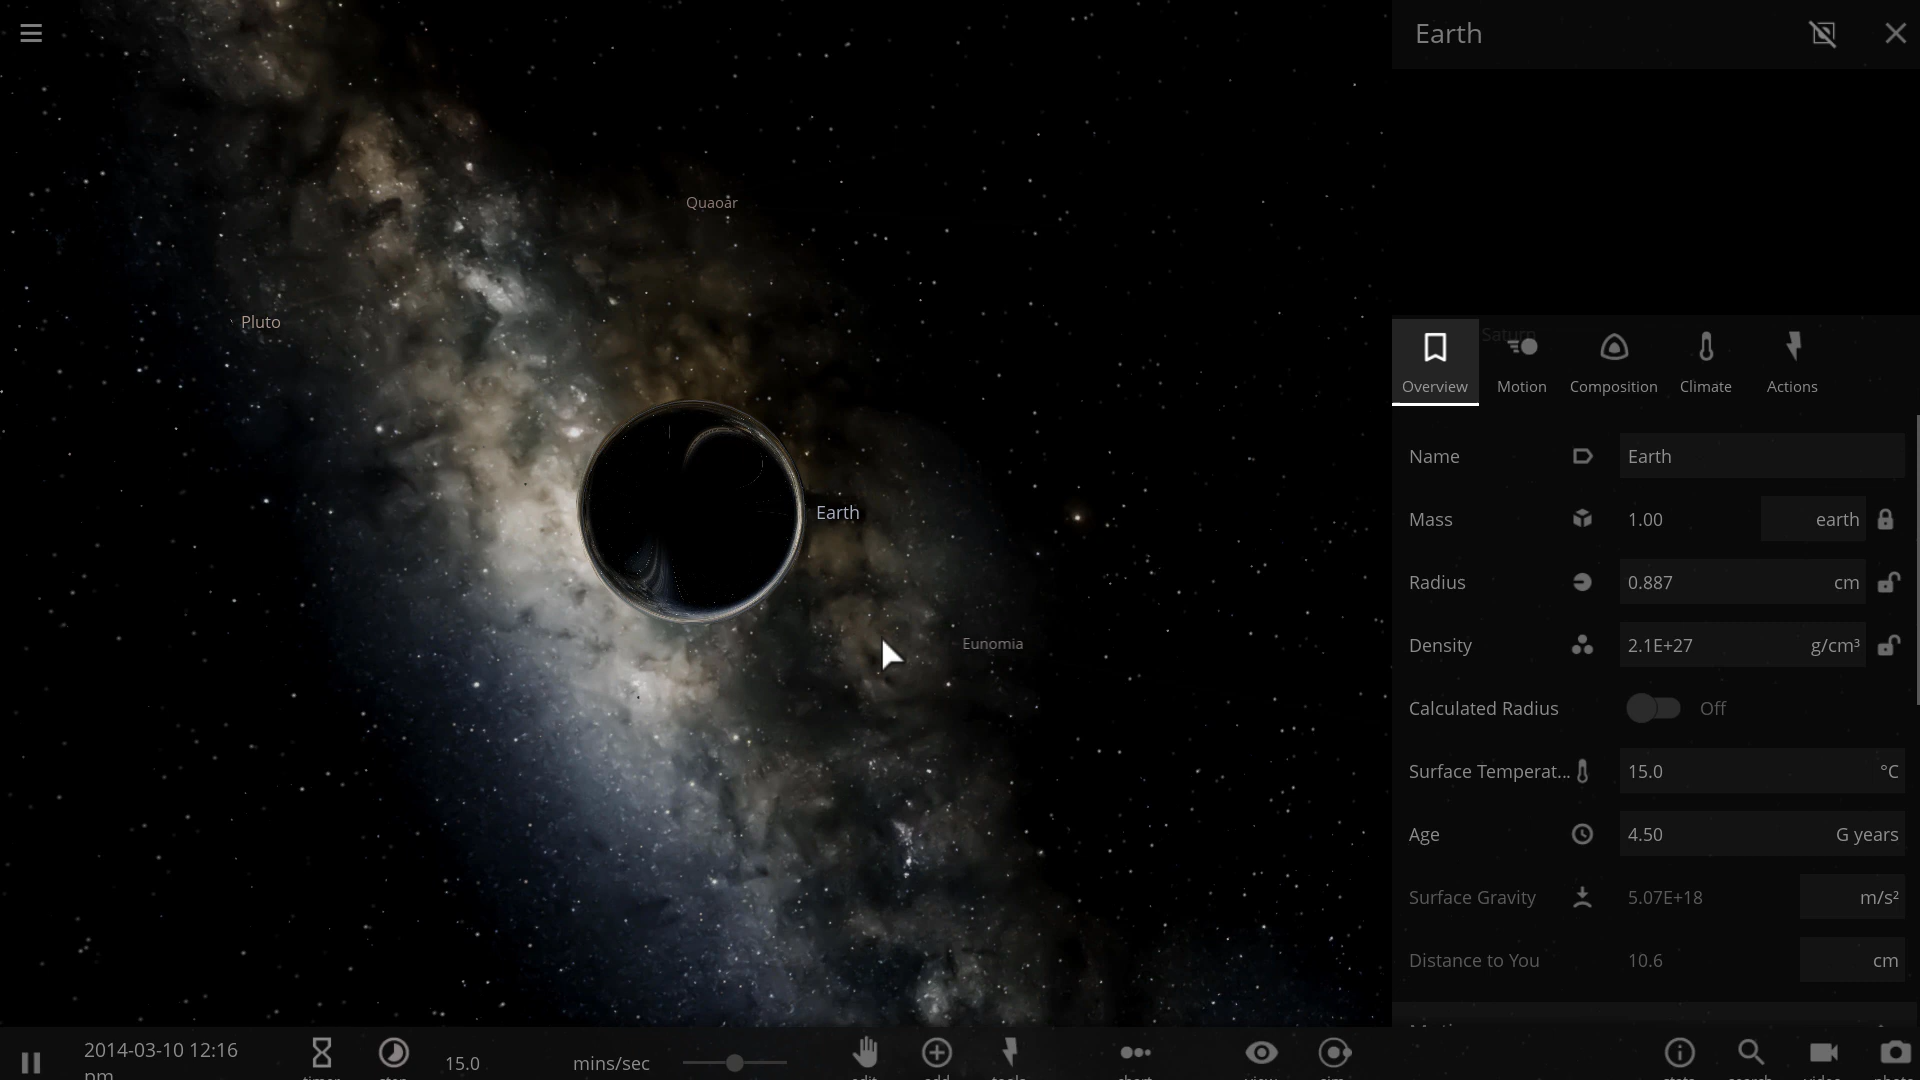 Earth
Quaoar
Pluto
Saturn
Overview
Motion
Composition
Climate
Actions
Name
Earth
Mass
1.00 earth
Radius
0.887 cm
Earth
Density
2.1E+27 g/cm³
Eunomia
Calculated Radius
Off
Surface Temperat...
15.0 °C
Age
4.50 G years
Surface Gravity
5.07E+18 m/s²
Distance to You
10.6 cm
2014-03-10 12:16
pm
15.0
mins/sec